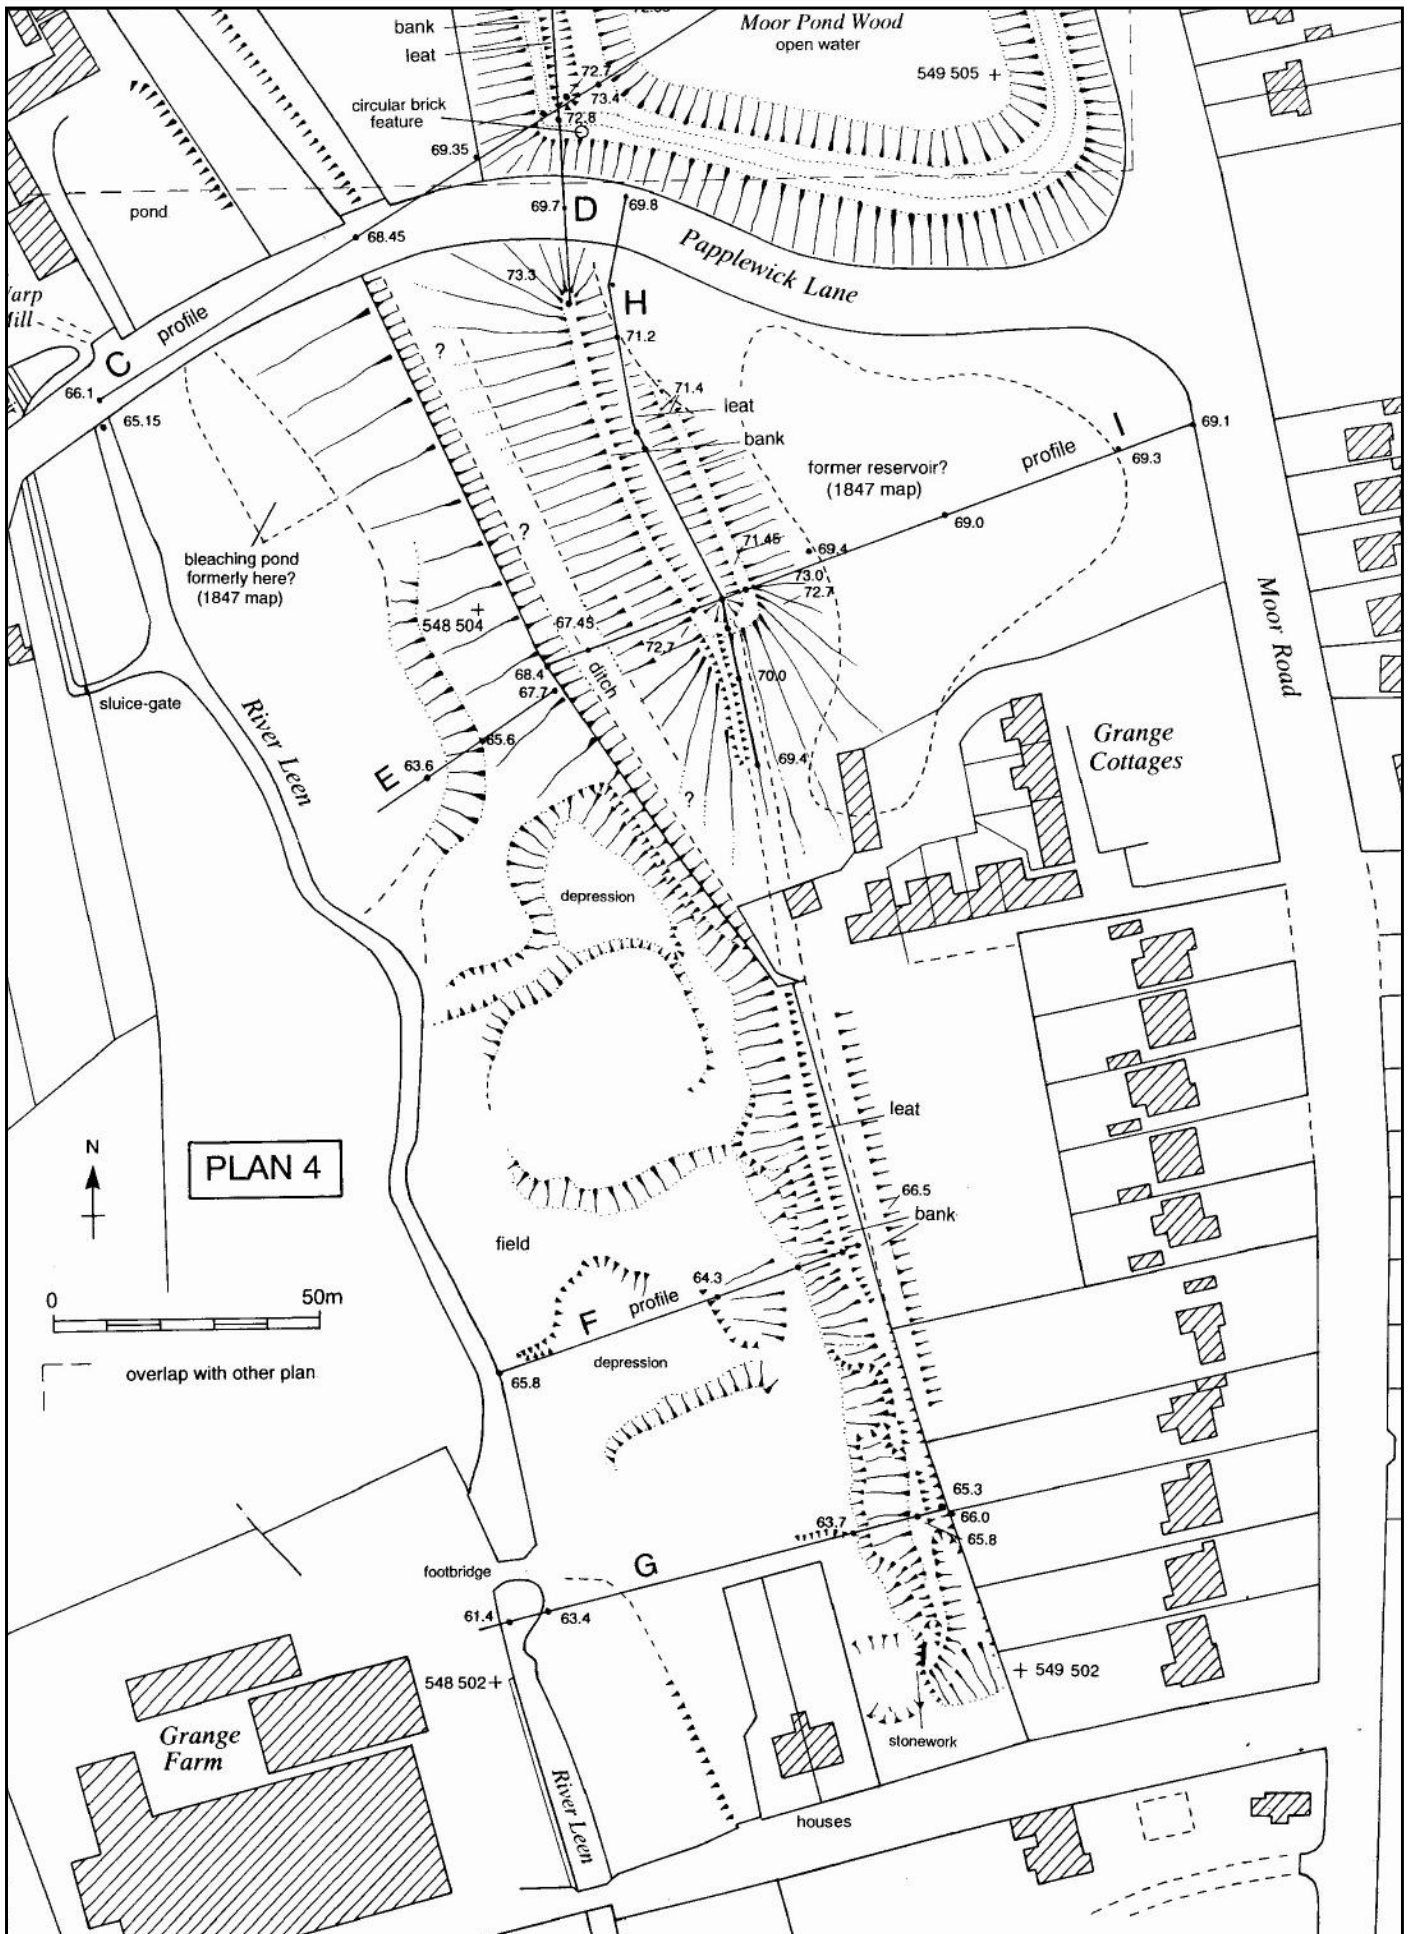 bank
leat
Moor Pond Wood
open water
549 505
circular brick
feature
72.7
73.4
72.8
69.35
pond
69.7
D
69.8
68.45
Papplewick Lane
73.3
H
profile
C
?
71.2
66.1
65.15
71.4
leat
bank
I
69.1
profile
69.3
former reservoir?
(1847 map)
69.0
?
71.45
69.4
bleaching pond
formerly here?
(1847 map)
73.0
72.7
548 504
67.45
72.7
Moor Road
68.4
67.7
ditch
70.0
sluice-gate
River Leen
65.6
Grange
Cottages
E
63.6
69.4
?
depression
leat
N
PLAN 4
66.5
bank
field
64.3
0
50m
F
profile
depression
overlap with other plan
65.8
65.3
63.7
66.0
65.8
G
footbridge
61.4
63.4
548 502
549 502
Grange
Farm
stonework
River Leen
houses